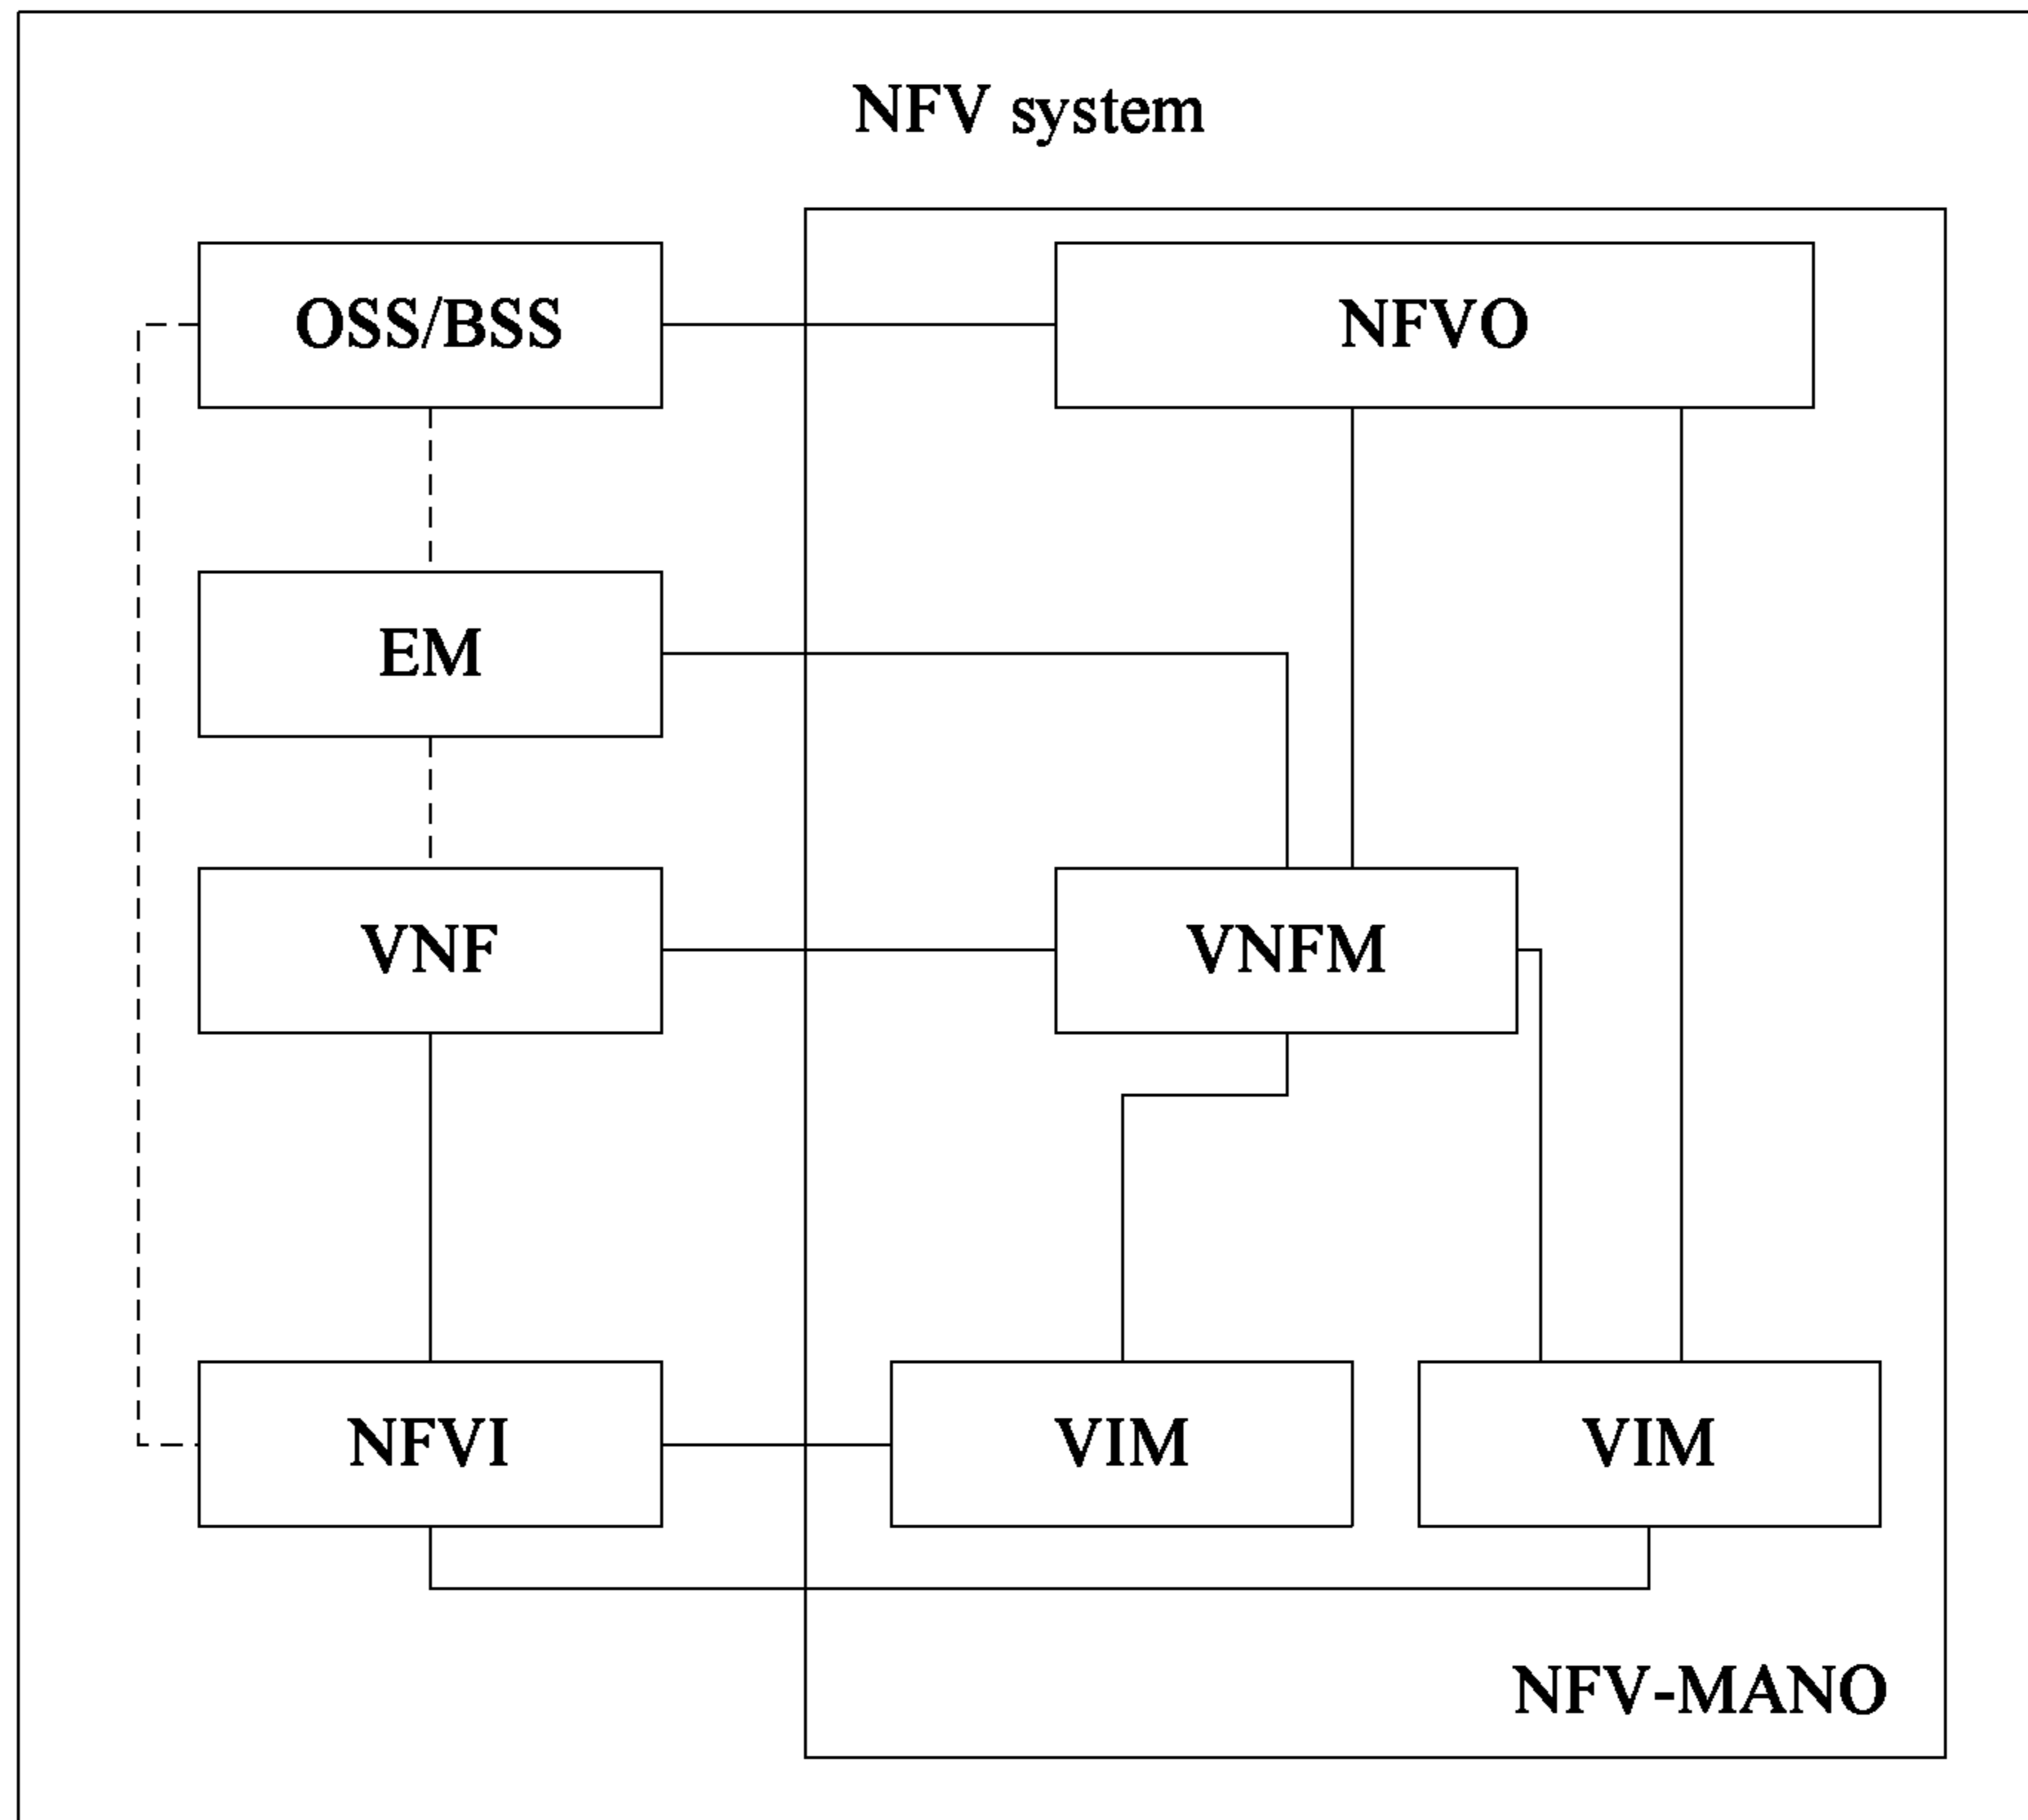 NFV system
OSS/BSS
NFVO
EM
VNF
VNFM
NFVI
VIM
VIM
NFV-MANO